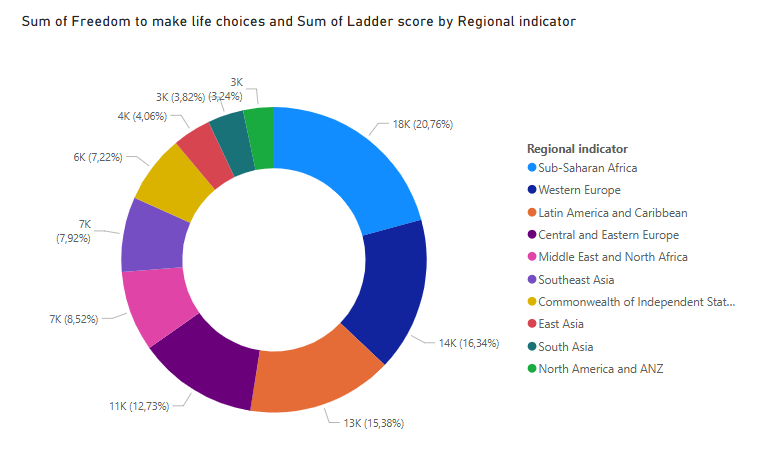 Sum of Freedom to make life choices and Sum of Ladder score by Regional indicator
3K
3K (3,82%) (3,24%)
4K (4,06%)
18K (20,76%)
6K (7,22%)
7K
(7,92%)
7K (8,52%)
11K (12,73%)
13K (15,38%)
14K (16,34%)
Regional indicator
Sub-Saharan Africa
Western Europe
Latin America and Caribbean
Central and Eastern Europe
Middle East and North Africa
Southeast Asia
Commonwealth of Independent Stat...
East Asia
South Asia
North America and ANZ